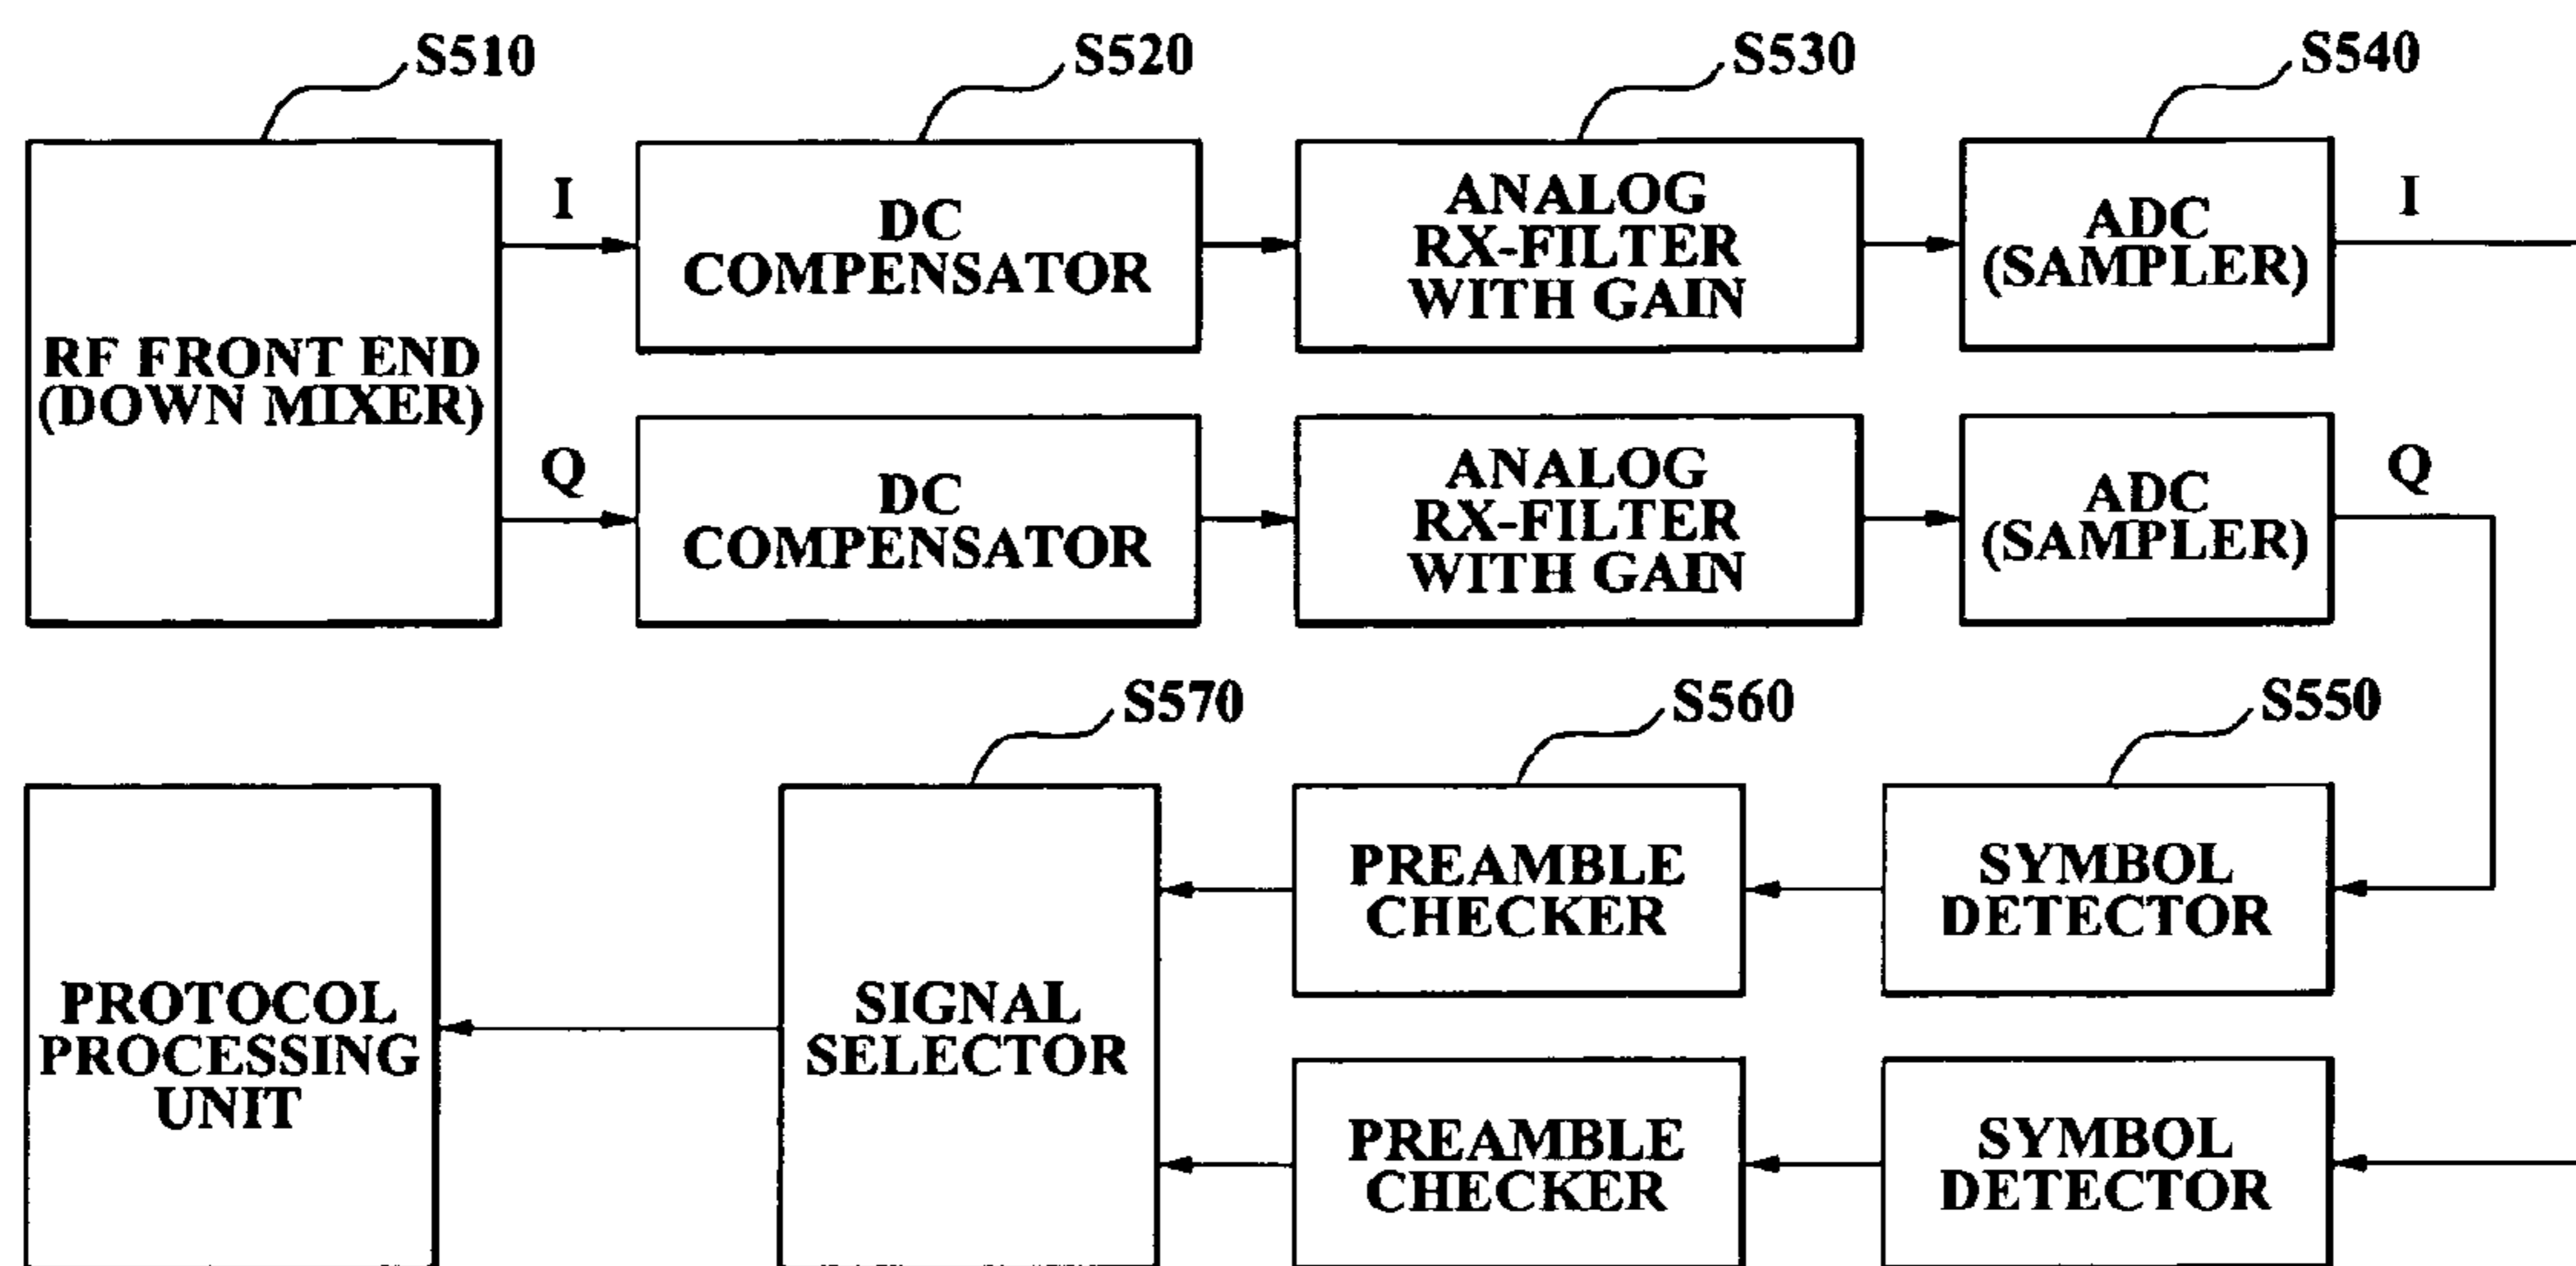 S510
S520
S530
S540
RF FRONT END
(DOWN MIXER)
I
DC
COMPENSATOR
ANALOG
RX-FILTER
WITH GAIN
ADC
(SAMPLER)
I
Q
DC
COMPENSATOR
ANALOG
RX-FILTER
WITH GAIN
ADC
(SAMPLER)
Q
S570
S560
S550
PROTOCOL
PROCESSING
UNIT
SIGNAL
SELECTOR
PREAMBLE
CHECKER
SYMBOL
DETECTOR
PREAMBLE
CHECKER
SYMBOL
DETECTOR